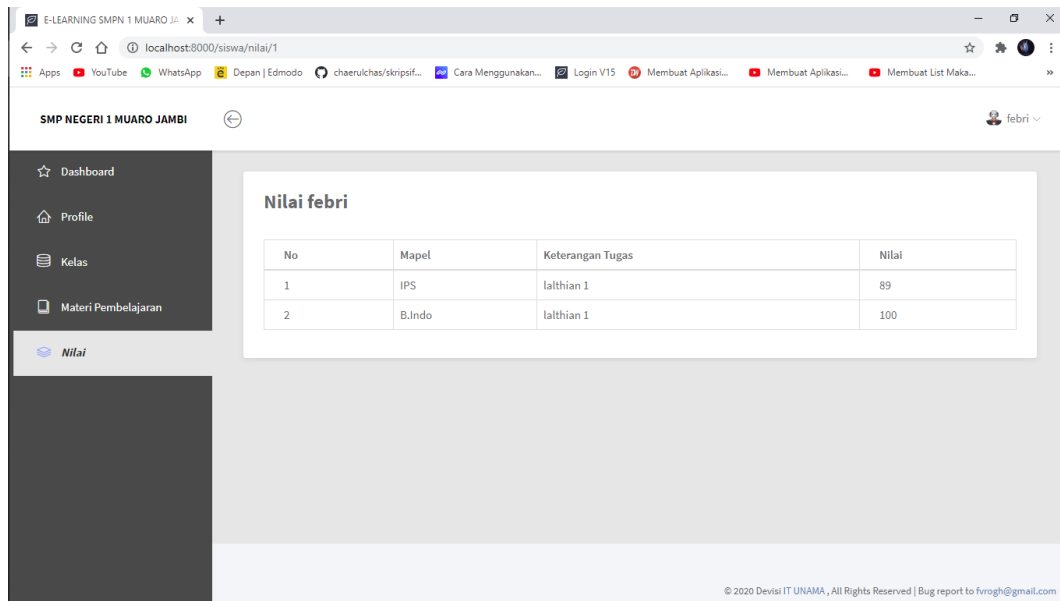 E-LEARNING SMPN 1 MUARO JA
localhost:8000/siswa/nilai/1
Apps YouTube WhatsApp Depan | Edmodo chaerulchas/skripsif... Cara Menggunakan... Login V15 Membuat Aplikasi... Membuat Aplikasi... Membuat List Maka... »
SMP NEGERI 1 MUARO JAMBI
febri
Dashboard
Profile
Kelas
Materi Pembelajaran
Nilai
Nilai febri
No Mapel Keterangan Tugas Nilai
1 IPS lalthian 1 89
2 B.Indo lalthian 1 100
© 2020 Devisi IT UNAMA , All Rights Reserved | Bug report to fvrogh@gmail.com